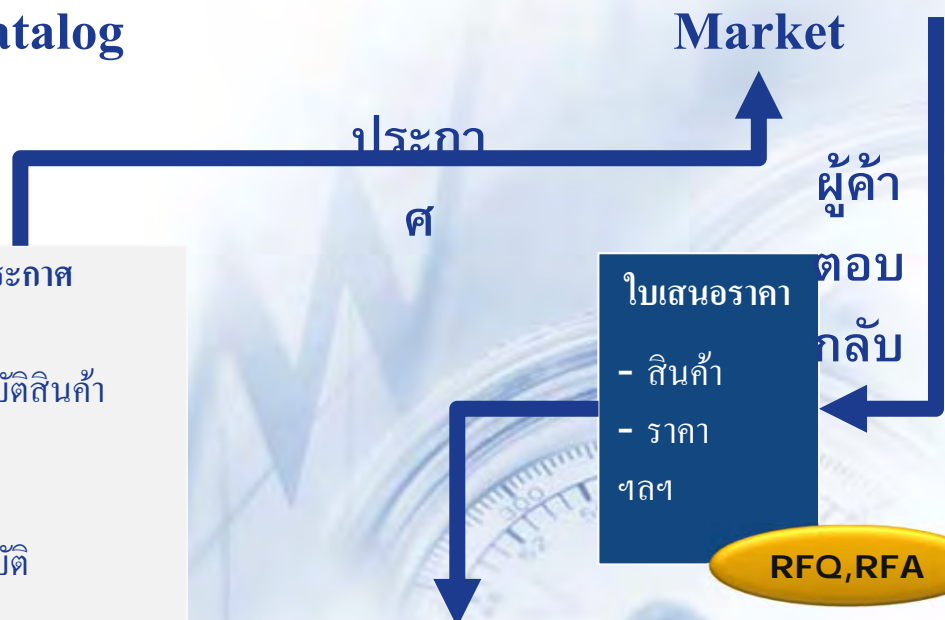 atalog
Market
ประกา
ศ
ผู้ค้า
ตอบ
กลับ
ระกาศ
บัติสินค้า
บัติ
ใบเสนอราคา
- สินค้า
- ราคา
ฯลฯ
RFQ,RFA